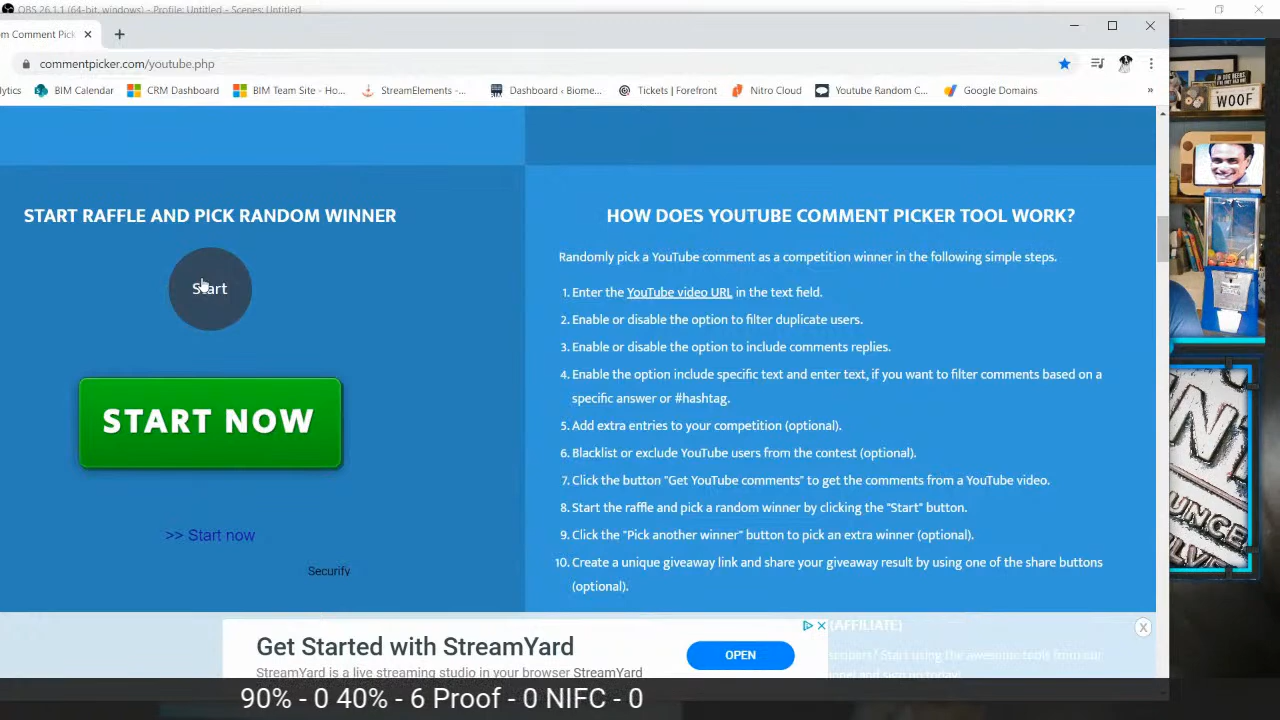 OBS 26.1.1 (64-bit, windows) - Profile: Untitled - Scenes: Untitled
m Comment Pick
commentpicker.com/youtube.php
lytics
BIM Calendar
CRM Dashboard
BIM Team Site - Ho...
StreamElements -...
Dashboard ‹ Biome...
Tickets | Forefront
Nitro Cloud
Youtube Random C...
Google Domains
»
WOOF
START RAFFLE AND PICK RANDOM WINNER
Start
START NOW
>> Start now
Securify
HOW DOES YOUTUBE COMMENT PICKER TOOL WORK?
Randomly pick a YouTube comment as a competition winner in the following simple steps.
1. Enter the YouTube video URL in the text field.
2. Enable or disable the option to filter duplicate users.
3. Enable or disable the option to include comments replies.
4. Enable the option include specific text and enter text, if you want to filter comments based on a
specific answer or #hashtag.
5. Add extra entries to your competition (optional).
6. Blacklist or exclude YouTube users from the contest (optional).
7. Click the button "Get YouTube comments" to get the comments from a YouTube video.
8. Start the raffle and pick a random winner by clicking the "Start" button.
9. Click the "Pick another winner" button to pick an extra winner (optional).
10. Create a unique giveaway link and share your giveaway result by using one of the share buttons
(optional).
(AFFILIATE)
Get Started with StreamYard
StreamYard is a live streaming studio in your browser StreamYard
OPEN
X
90% - 0 40% - 6 Proof - 0 NIFC - 0